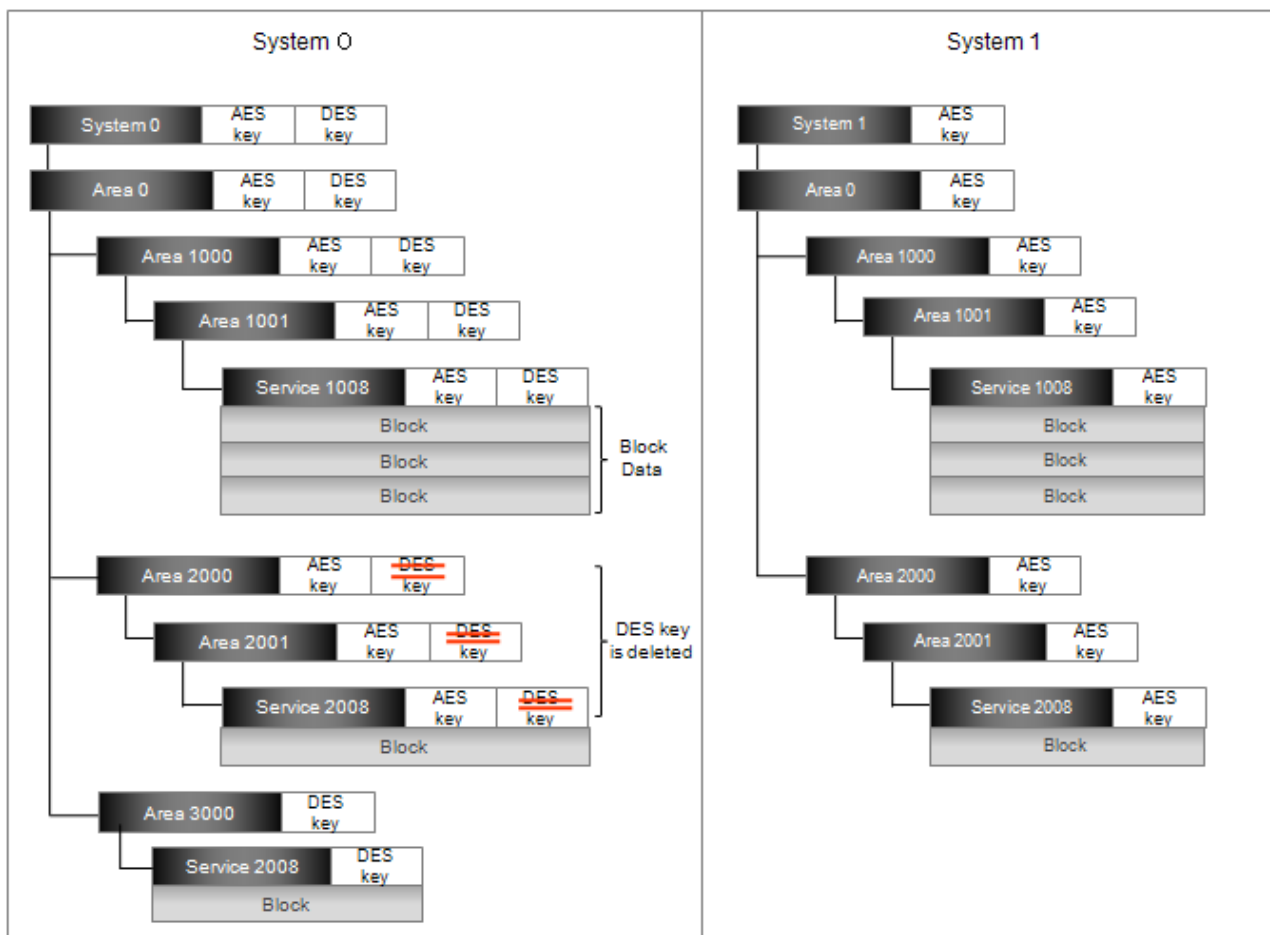 System O
System 0
AES
key
DES
key
Area 0
AES
key
DES
key
Area 1000
AES
key
DES
key
Area 1001
AES
key
DES
key
Service 1008
AES
key
DES
key
Block
Block
Block
Block
Data
Area 2000
AES
key
DES
key
Area 2001
AES
key
DES
key
Service 2008
AES
key
DES
key
Block
DES key
is deleted
Area 3000
DES
key
Service 2008
DES
key
Block
System 1
System 1
AES
key
Area 0
AES
key
Area 1000
AES
key
Area 1001
AES
key
Service 1008
AES
key
Block
Block
Block
Area 2000
AES
key
Area 2001
AES
key
Service 2008
AES
key
Block